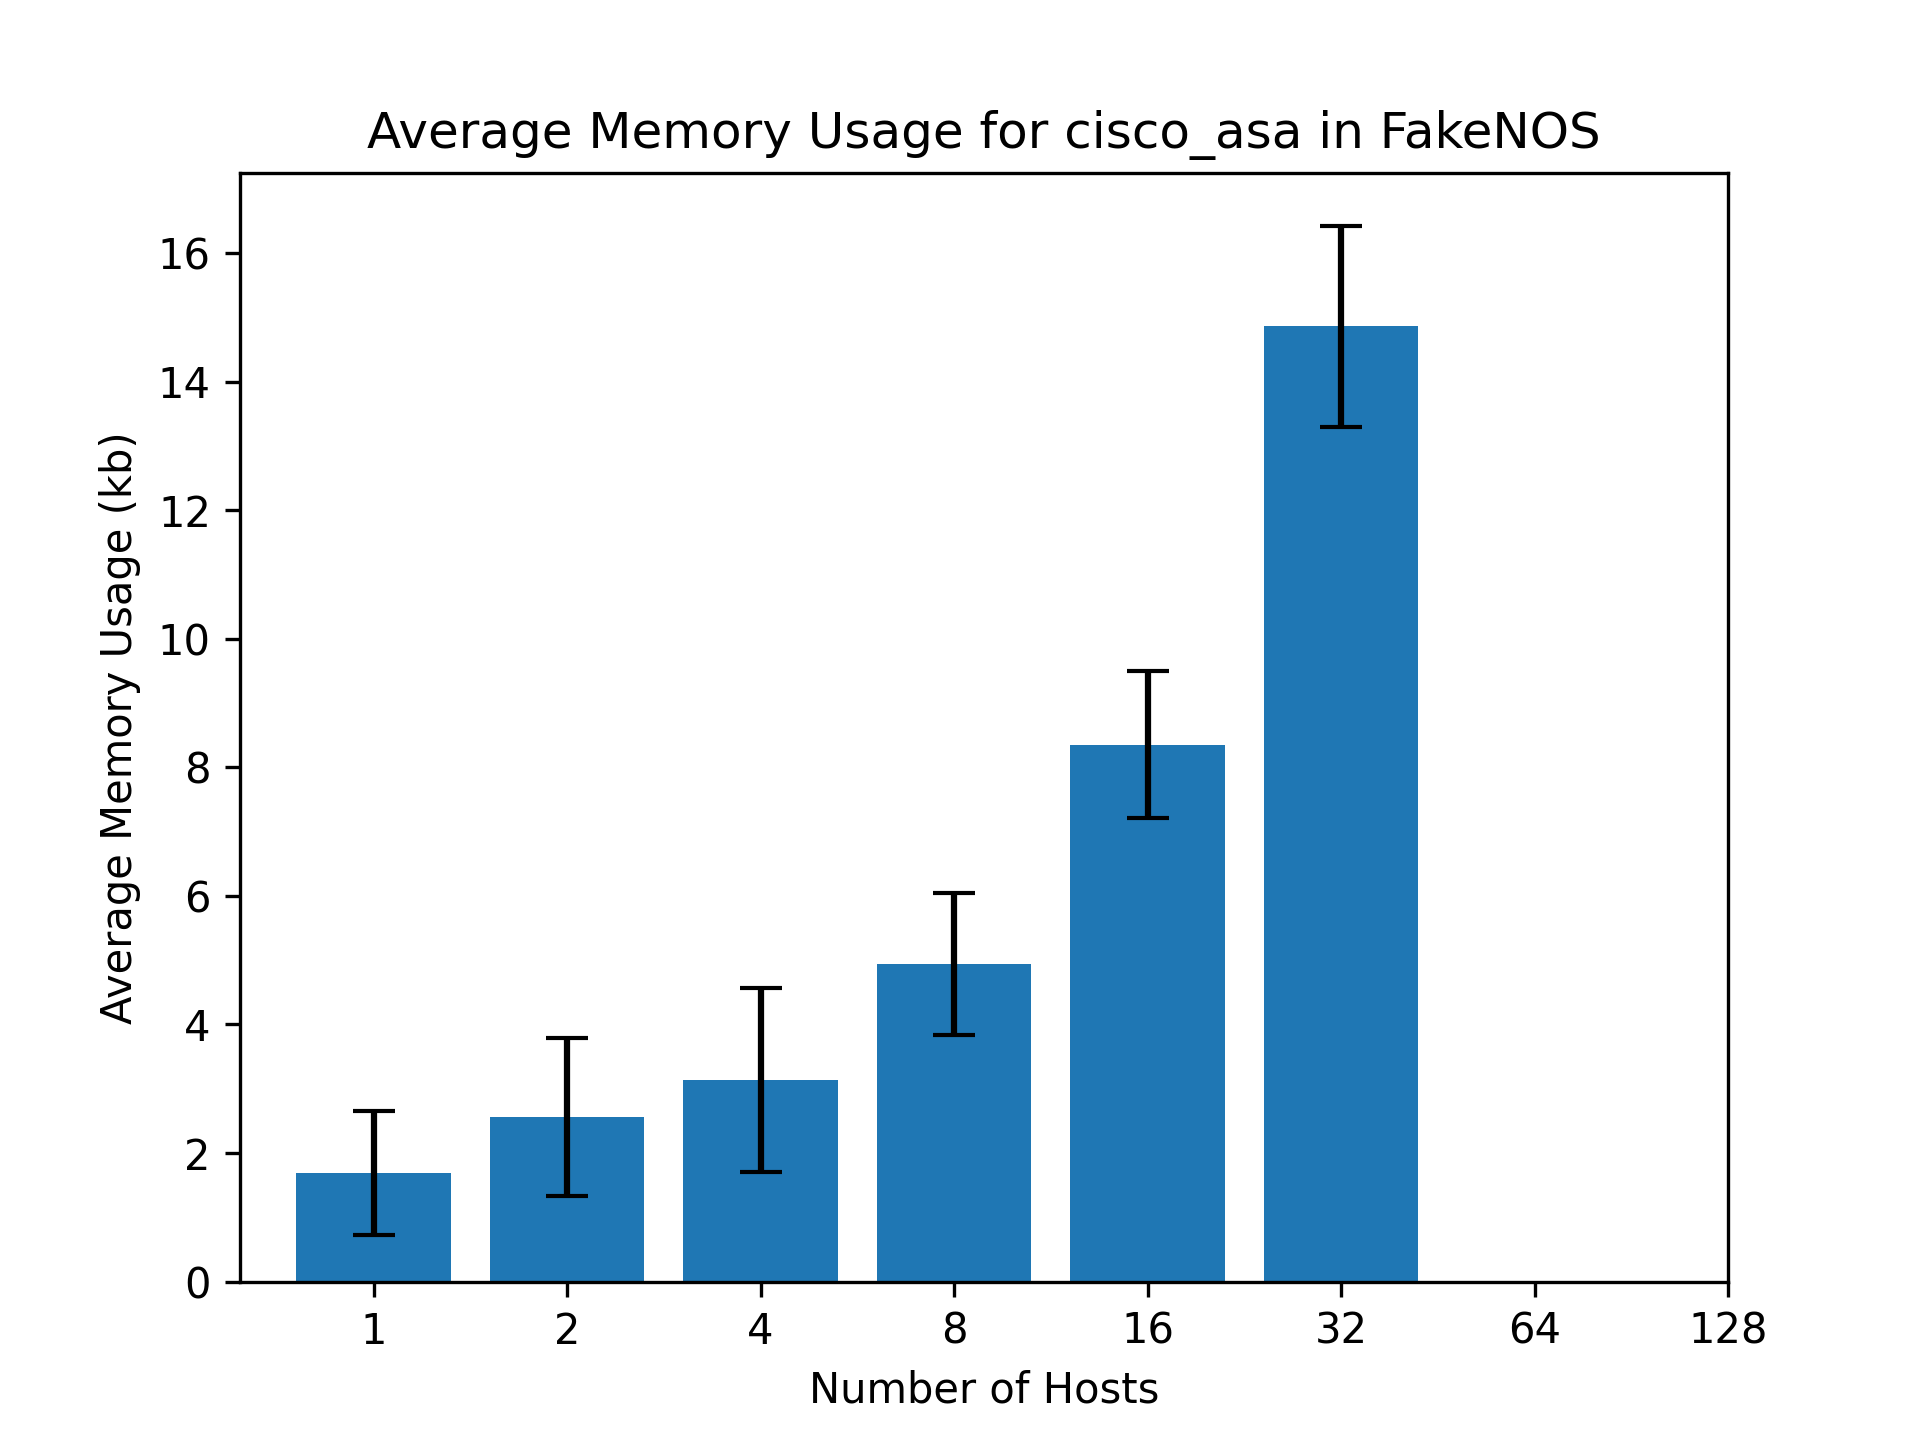 Average Memory Usage for cisco_asa in FakeNOS
Average Memory Usage (kb)
16
14
12
10
8
6
4
2
0
1 2 4 8 16 32 64 128
Number of Hosts